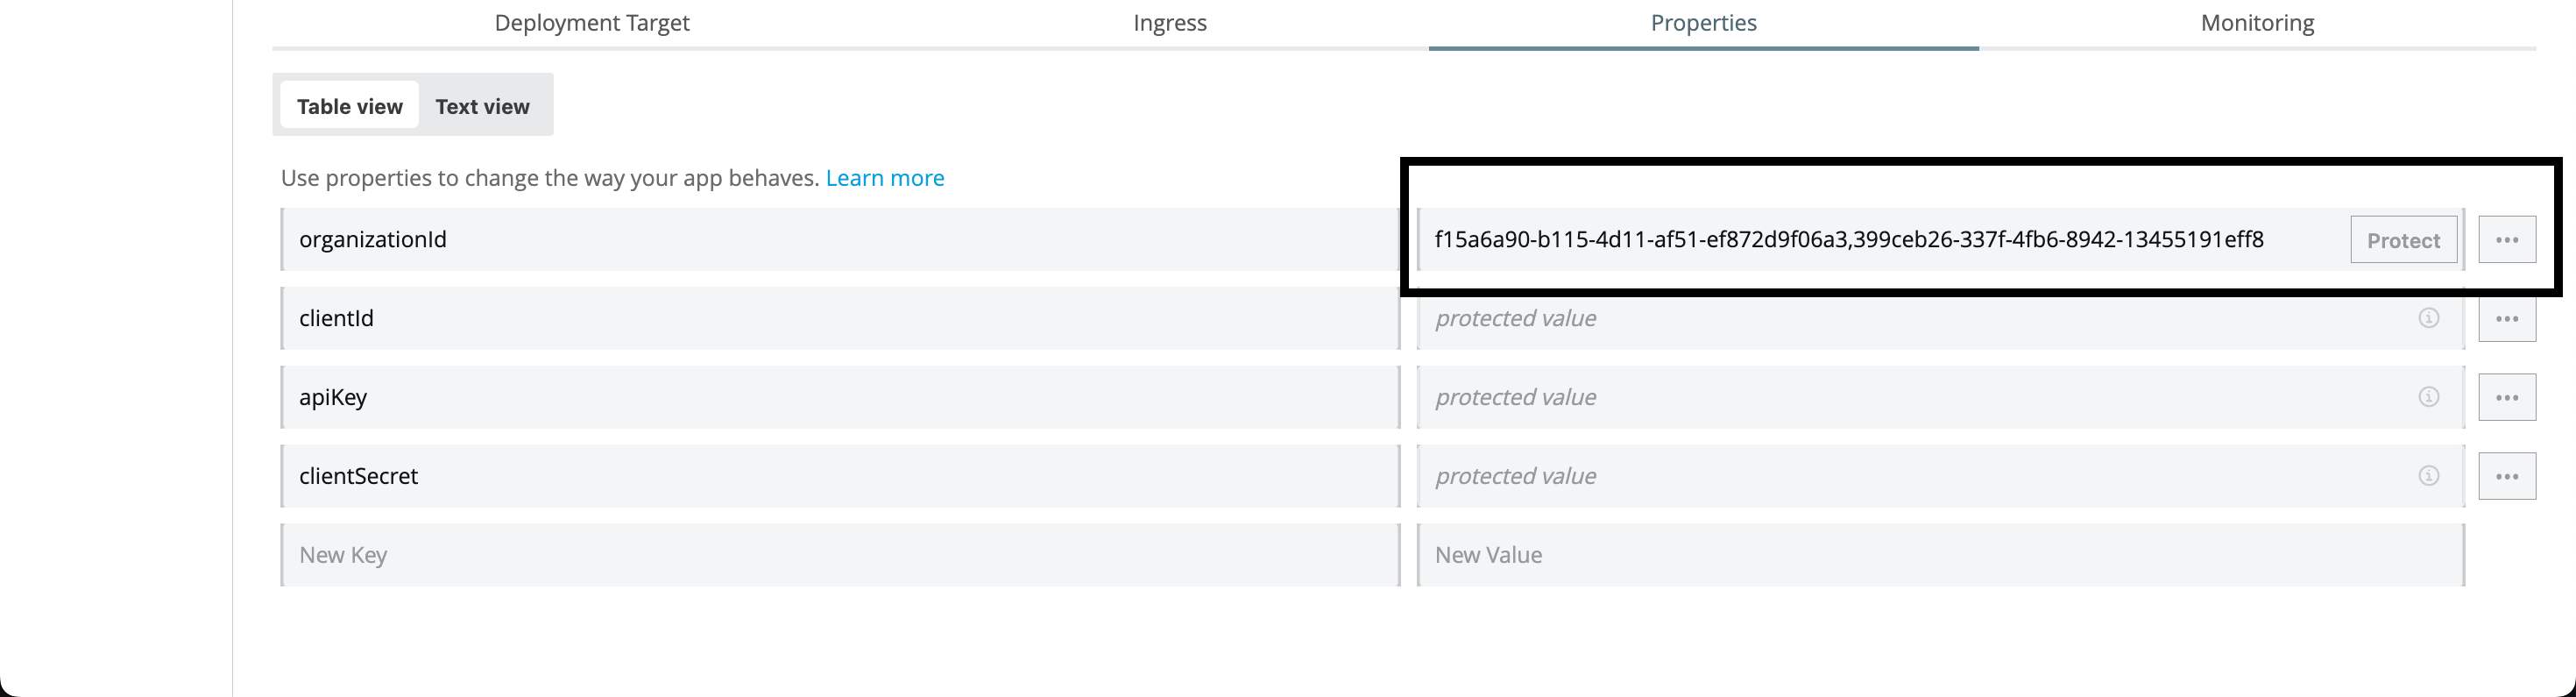 Deployment Target Ingress Properties Monitoring
Table view Text view
Use properties to change the way your app behaves. Learn more
organizationId f15a6a90-b115-4d11-af51-ef872d9f06a3,399ceb26-337f-4fb6-8942-13455191eff8 Protect ...
clientId protected value ...
apiKey protected value ...
clientSecret protected value ...
New Key New Value